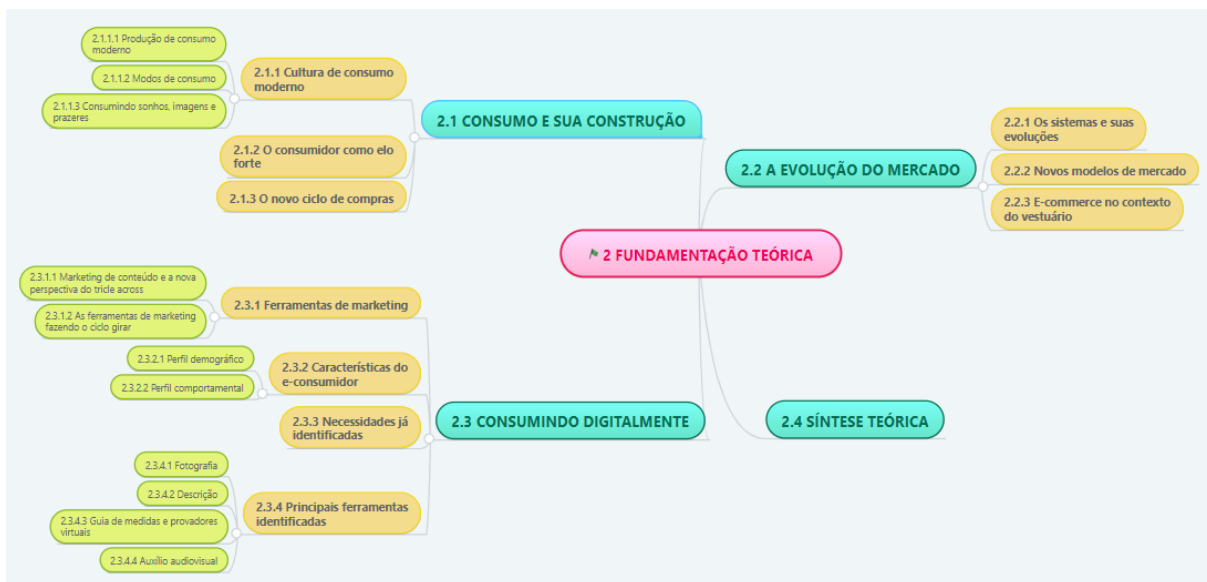 2 FUNDAMENTAÇÃO TEÓRICA
2.1 CONSUMO E SUA CONSTRUÇÃO
2.1.1 Cultura de consumo
moderno
2.1.1.1 Produção de consumo
moderno
2.1.1.2 Modos de consumo
2.1.1.3 Consumindo sonhos, imagens e
prazeres
2.1.2 O consumidor como elo
forte
2.1.3 O novo ciclo de compras
2.2 A EVOLUÇÃO DO MERCADO
2.2.1 Os sistemas e suas
evoluções
2.2.2 Novos modelos de mercado
2.2.3 E-commerce no contexto
do vestuário
2.3 CONSUMINDO DIGITALMENTE
2.3.1 Ferramentas de marketing
2.3.1.1 Marketing de conteúdo e a nova
perspectiva do tricle across
2.3.1.2 As ferramentas de marketing
fazendo o ciclo girar
2.3.2 Características do
e-consumidor
2.3.2.1 Perfil demográfico
2.3.2.2 Perfil comportamental
2.3.3 Necessidades já
identificadas
2.3.4 Principais ferramentas
identificadas
2.3.4.1 Fotografia
2.3.4.2 Descrição
2.3.4.3 Guia de medidas e provadores
virtuais
2.3.4.4 Auxílio audiovisual
2.4 SÍNTESE TEÓRICA